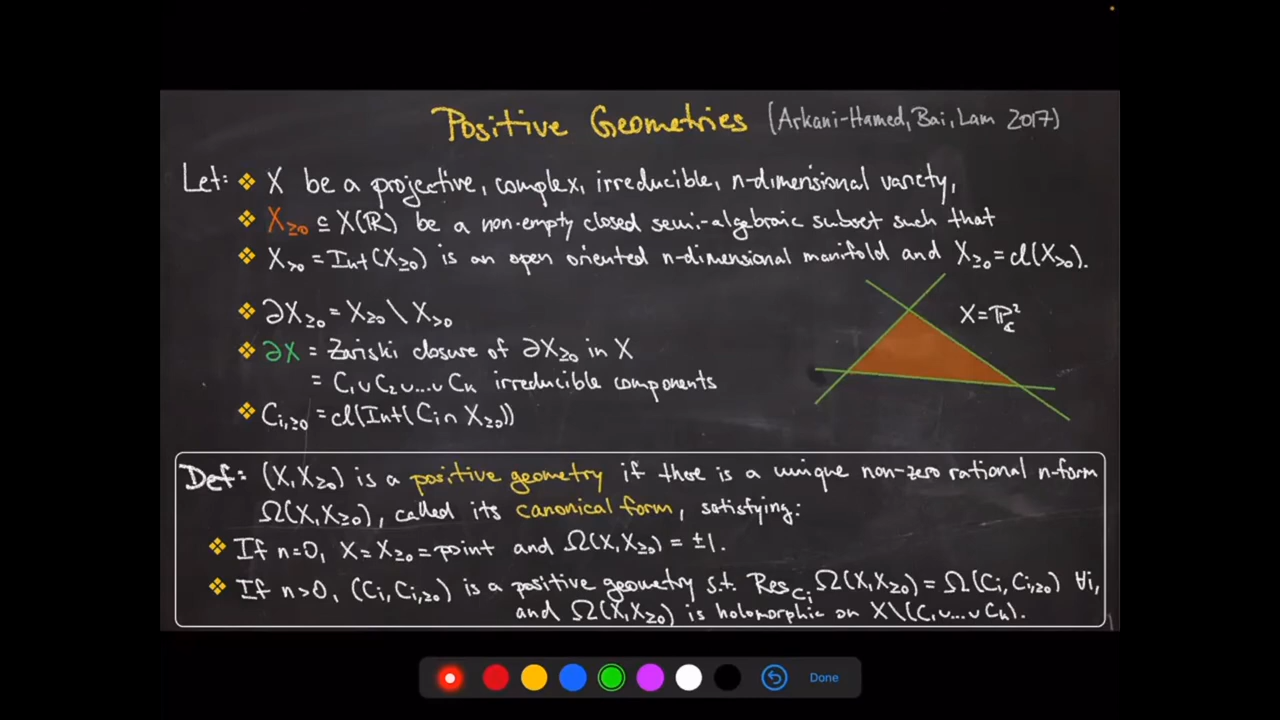 Positive Geometries (Arkani-Hamed, Bai, Lam 2017)
Let: ❖ X be a projective, complex, irreducible, n-dimensional variety,
❖ X≥0 ⊆ X(ℝ) be a non-empty closed semi-algebraic subset such that
❖ X>0 = Int(X≥0) is an open oriented n-dimensional manifold and X≥0 = cl(X>0).
❖ ∂X≥0 = X≥0 \ X>0
X = ℙ²_ℂ
❖ ∂X = Zariski closure of ∂X≥0 in X
= C₁ ∪ C₂ ∪ .... ∪ Cₖ irreducible components
❖ Ci,≥0 = cl(Int(Ci ∩ X≥0))
Def: (X, X≥0) is a positive geometry if there is a unique non-zero rational n-form
Ω(X, X≥0), called its canonical form, satisfying:
❖ If n=0, X = X≥0 = point and Ω(X, X≥0) = ±1.
❖ If n>0, (Ci, Ci,≥0) is a positive geometry s.t. Res_Ci Ω(X, X≥0) = Ω(Ci, Ci,≥0) ∀i,
and Ω(X, X≥0) is holomorphic on X \ (C₁ ∪ ... ∪ Cₖ).
Done